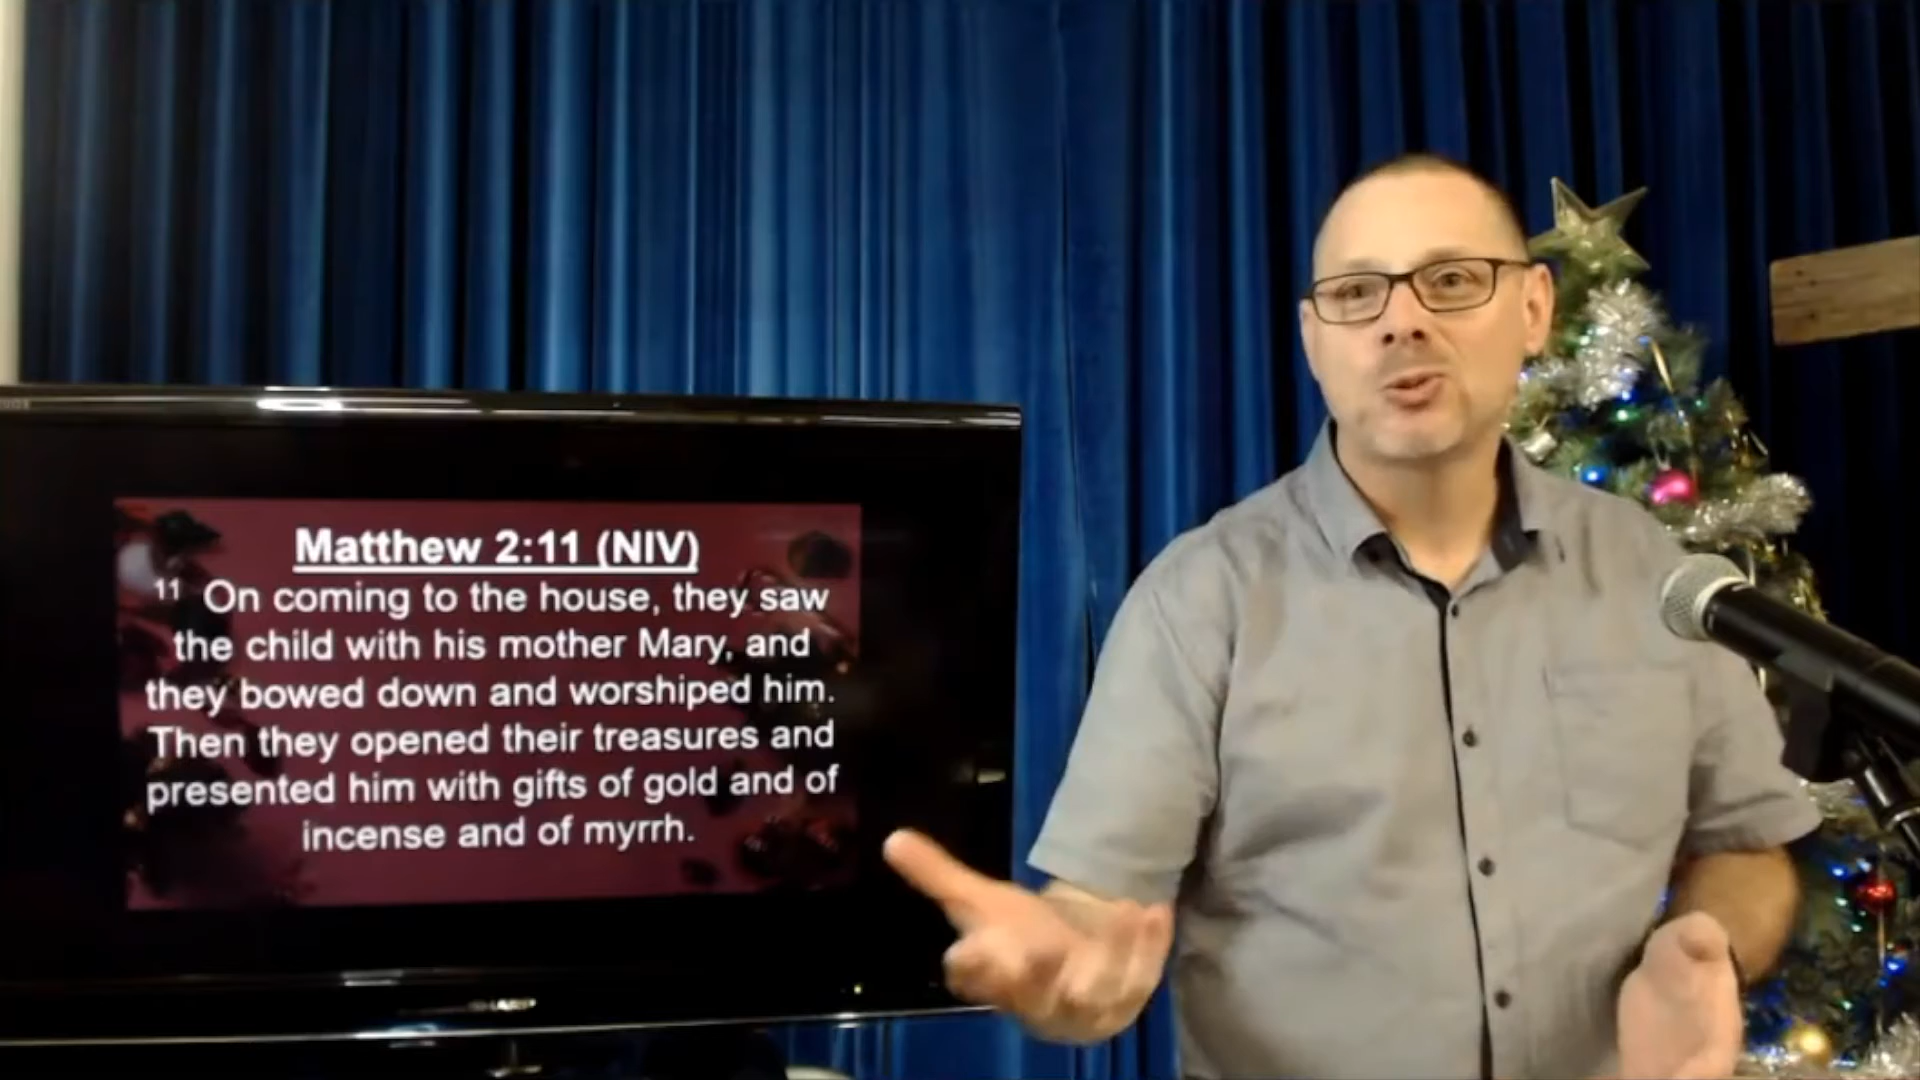 Matthew 2:11 (NIV)
11 On coming to the house, they saw
the child with his mother Mary, and
they bowed down and worshiped him.
Then they opened their treasures and
presented him with gifts of gold and of
incense and of myrrh.
SHARP